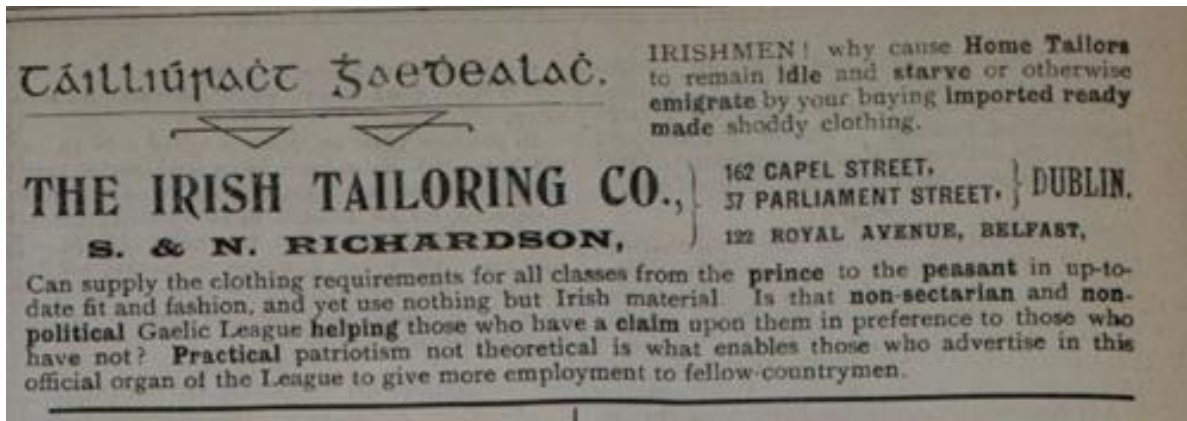 Táilliúracṫ Ġaeḋealaċ.
IRISHMEN! why cause Home Tailors
to remain idle and starve or otherwise
emigrate by your buying imported ready
made shoddy clothing.
THE IRISH TAILORING CO.,
S. & N. RICHARDSON,
162 CAPEL STREET,
37 PARLIAMENT STREET,
DUBLIN.
122 ROYAL AVENUE, BELFAST,
Can supply the clothing requirements for all classes from the prince to the peasant in up-to-
date fit and fashion, and yet use nothing but Irish material. Is that non-sectarian and non-
political Gaelic League helping those who have a claim upon them in preference to those who
have not? Practical patriotism not theoretical is what enables those who advertise in this
official organ of the League to give more employment to fellow-countrymen.